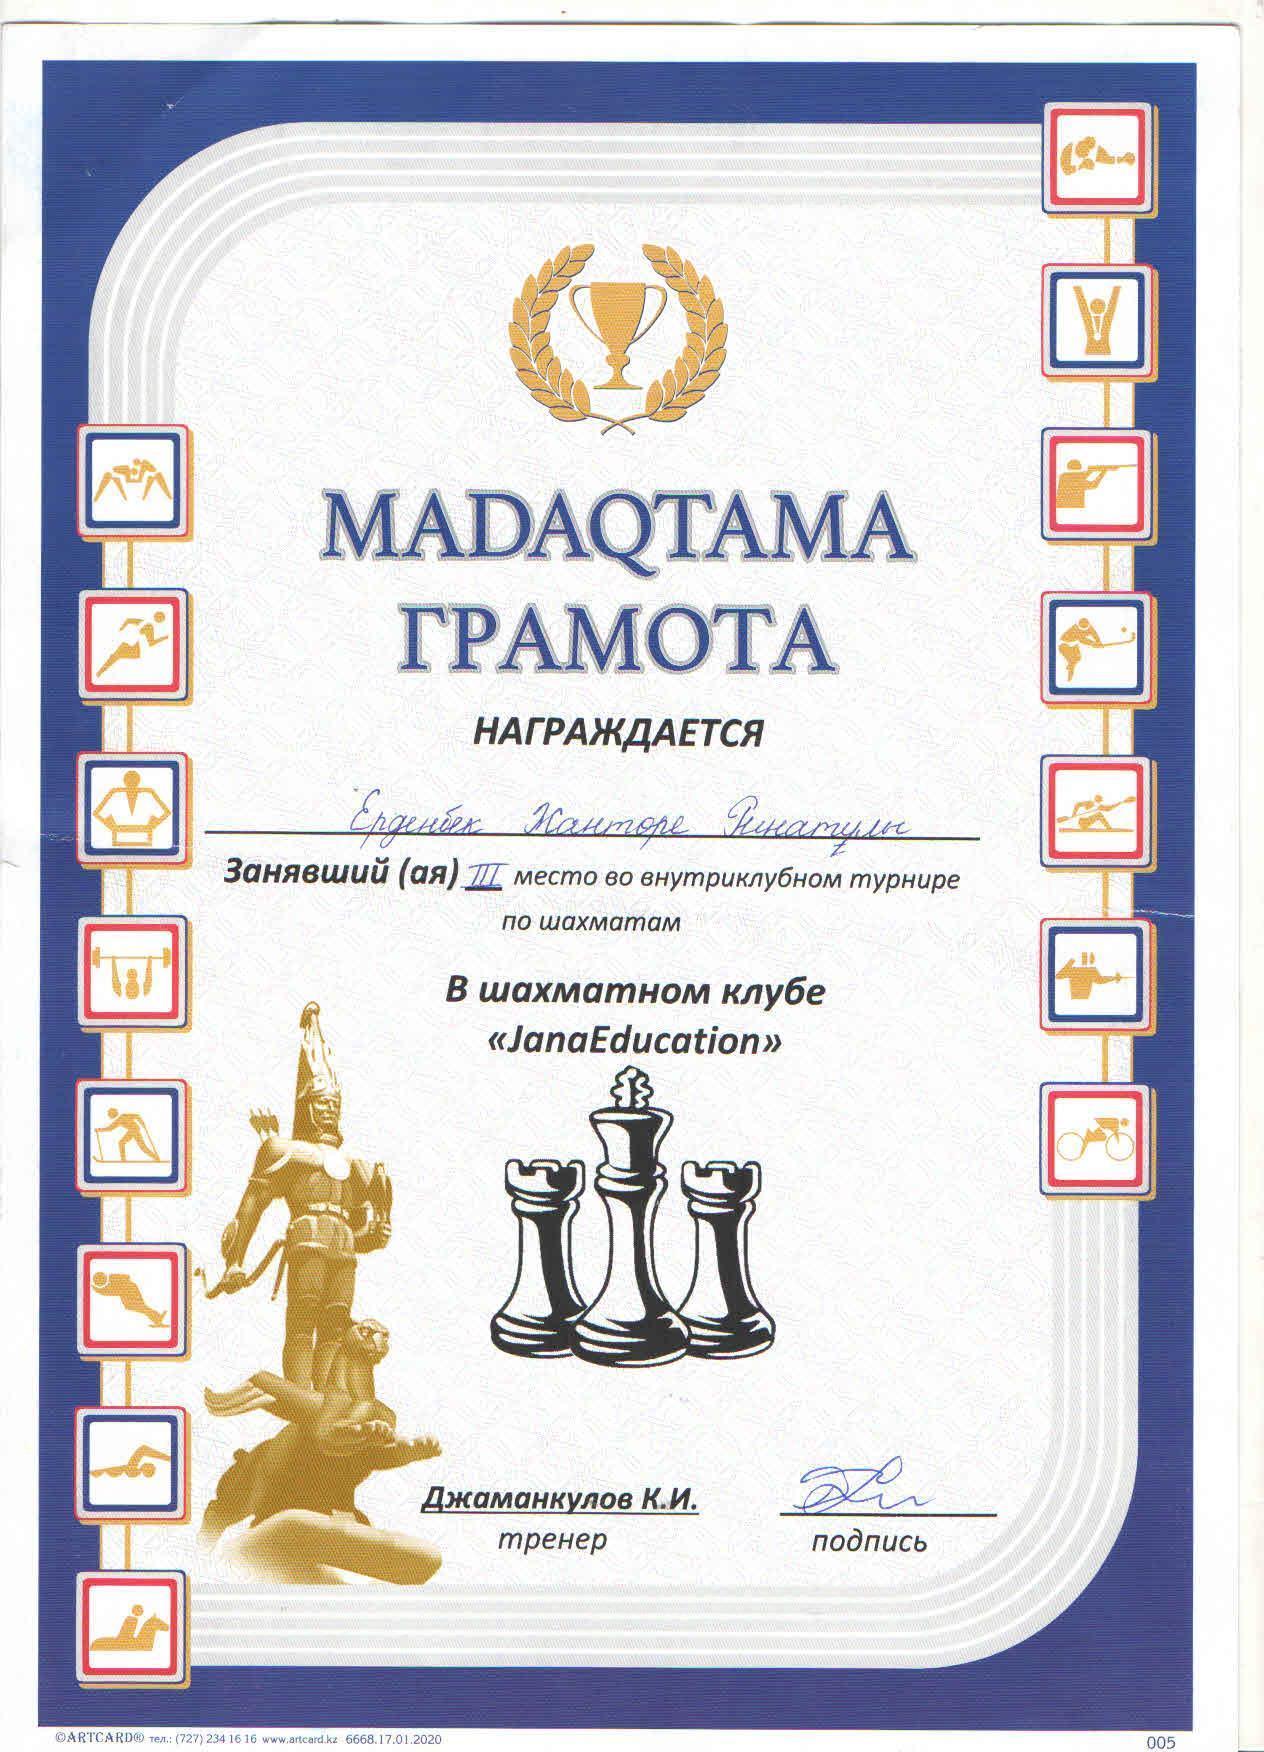 MADAQTAMA
ГРАМОТА
НАГРАЖДАЕТСЯ
Ерденбек Жанторе Ринатулы
Занявший (ая) III место во внутриклубном турнире
по шахматам
В шахматном клубе
«JanaEducation»
Джаманкулов К.И.
тренер
подпись
©ARTCARD® тел.: (727) 234 16 16 www.artcard.kz 6668.17.01.2020
005